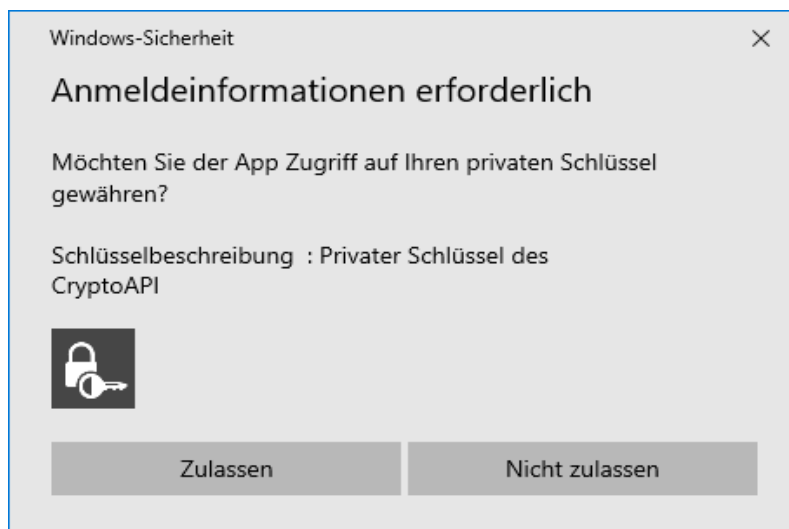 Windows-Sicherheit
Anmeldeinformationen erforderlich
Möchten Sie der App Zugriff auf Ihren privaten Schlüssel
gewähren?
Schlüsselbeschreibung : Privater Schlüssel des
CryptoAPI
Zulassen
Nicht zulassen